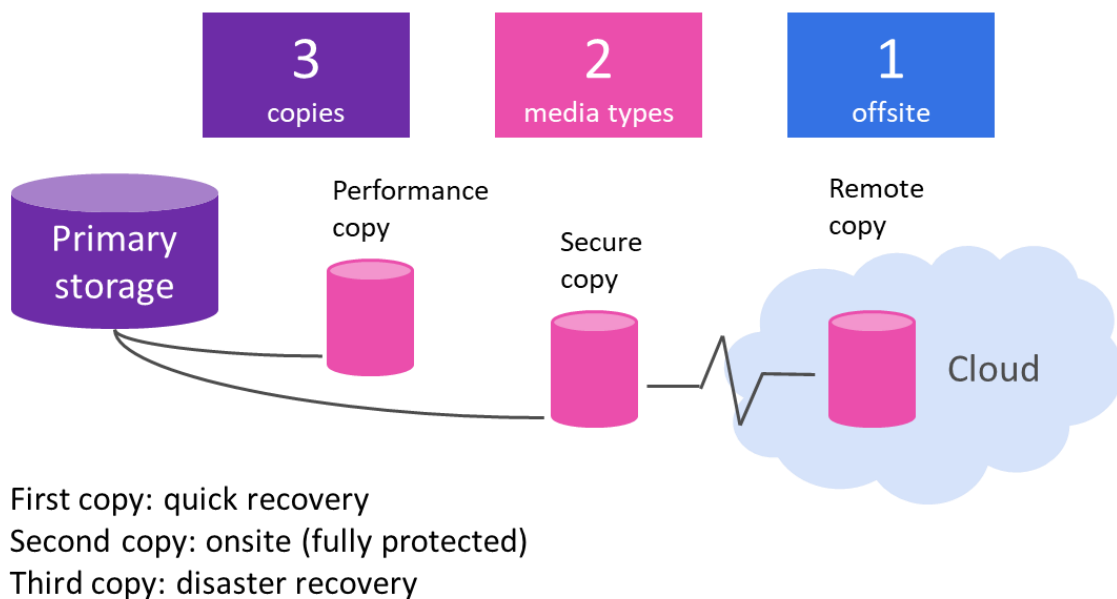 3
copies
2
media types
1
offsite
Primary
storage
Performance
copy
Secure
copy
Remote
copy
Cloud
First copy: quick recovery
Second copy: onsite (fully protected)
Third copy: disaster recovery